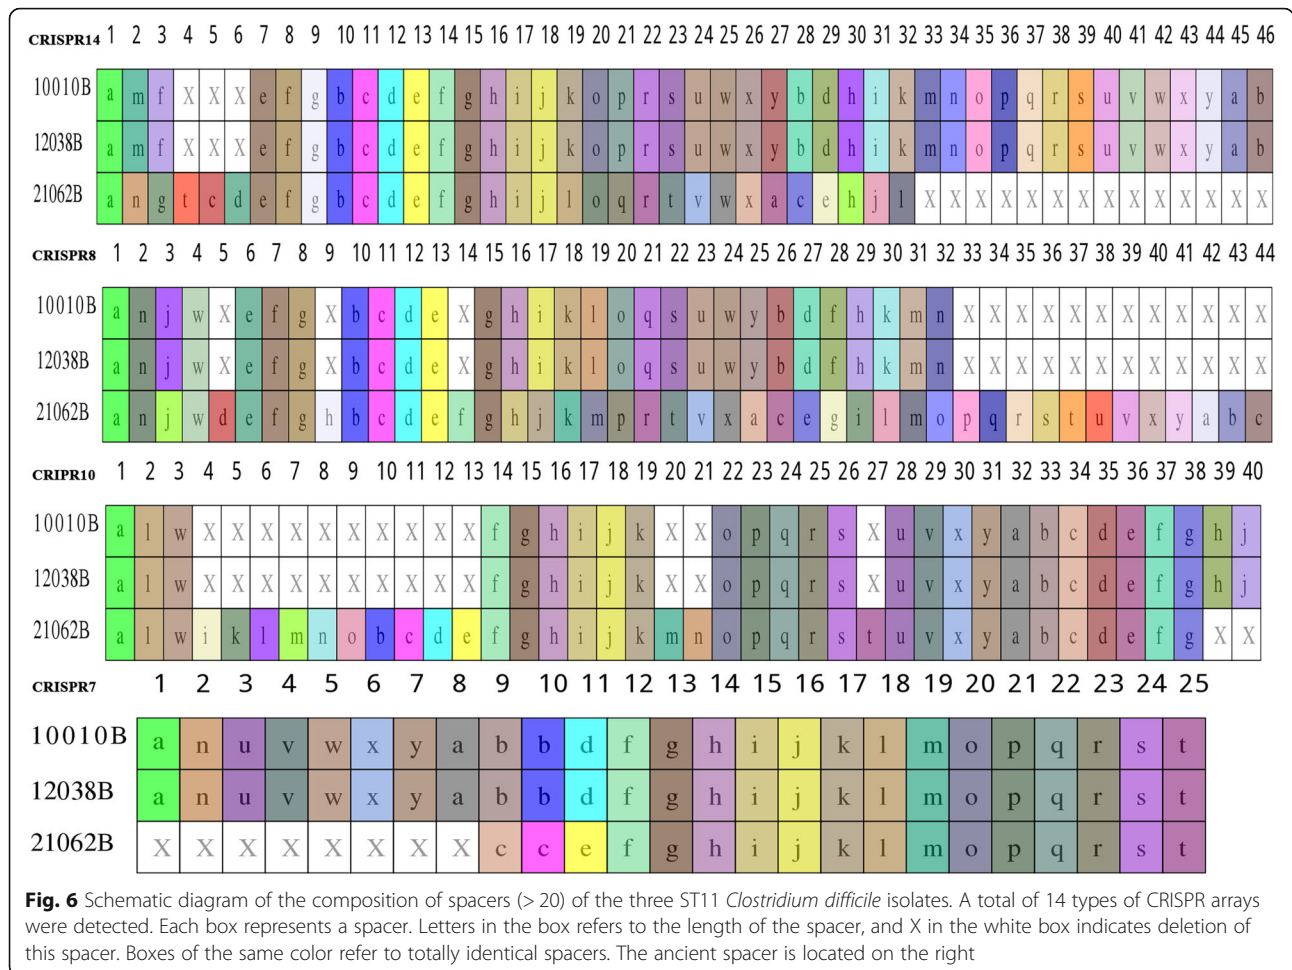 CRISPR14 1 2 3 4 5 6 7 8 9 10 11 12 13 14 15 16 17 18 19 20 21 22 23 24 25 26 27 28 29 30 31 32 33 34 35 36 37 38 39 40 41 42 43 44 45 46
10010B a m f X X X e f g b c d e f g h i j k o p r s u w x y b d h i k m n o p q r s u v w x y a b
12038B a m f X X X e f g b c d e f g h i j k o p r s u w x y b d h i k m n o p q r s u v w x y a b
21062B a n g t c d e f g b c d e f g h i j l o q r t v w x a c e h j l X X X X X X X X X X X X X X
CRISPR8 1 2 3 4 5 6 7 8 9 10 11 12 13 14 15 16 17 18 19 20 21 22 23 24 25 26 27 28 29 30 31 32 33 34 35 36 37 38 39 40 41 42 43 44
10010B a n j w X e f g X b c d e X g h i k l o q s u w y b d f h k m n X X X X X X X X X X X X
12038B a n j w X e f g X b c d e X g h i k l o q s u w y b d f h k m n X X X X X X X X X X X X
21062B a n j w d e f g h b c d e f g h j k m p r t v x a c e g i l m o p q r s t u v x y a b c
CRIPR10 1 2 3 4 5 6 7 8 9 10 11 12 13 14 15 16 17 18 19 20 21 22 23 24 25 26 27 28 29 30 31 32 33 34 35 36 37 38 39 40
10010B a l w X X X X X X X X X X f g h i j k X X o p q r s X u v x y a b c d e f g h j
12038B a l w X X X X X X X X X X f g h i j k X X o p q r s X u v x y a b c d e f g h j
21062B a l w i k l m n o b c d e f g h i j k m n o p q r s t u v x y a b c d e f g X X
CRISPR7 1 2 3 4 5 6 7 8 9 10 11 12 13 14 15 16 17 18 19 20 21 22 23 24 25
10010B a n u v w x y a b b d f g h i j k l m o p q r s t
12038B a n u v w x y a b b d f g h i j k l m o p q r s t
21062B X X X X X X X X c c e f g h i j k l m o p q r s t
Fig. 6 Schematic diagram of the composition of spacers (> 20) of the three ST11 Clostridium difficile isolates. A total of 14 types of CRISPR arrays
were detected. Each box represents a spacer. Letters in the box refers to the length of the spacer, and X in the white box indicates deletion of
this spacer. Boxes of the same color refer to totally identical spacers. The ancient spacer is located on the right